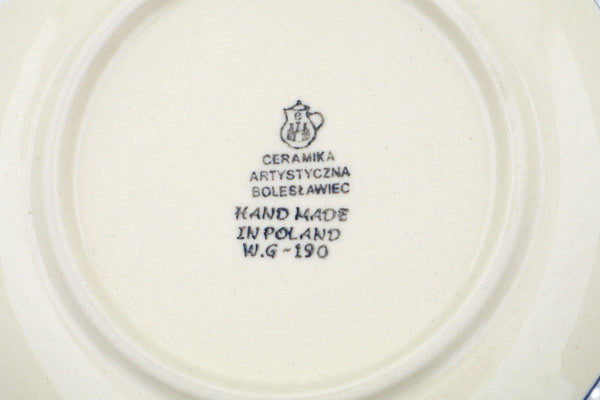 CERAMIKA
ARTYSTYCZNA
BOLESŁAWIEC
HAND MADE
IN POLAND
W.G-190